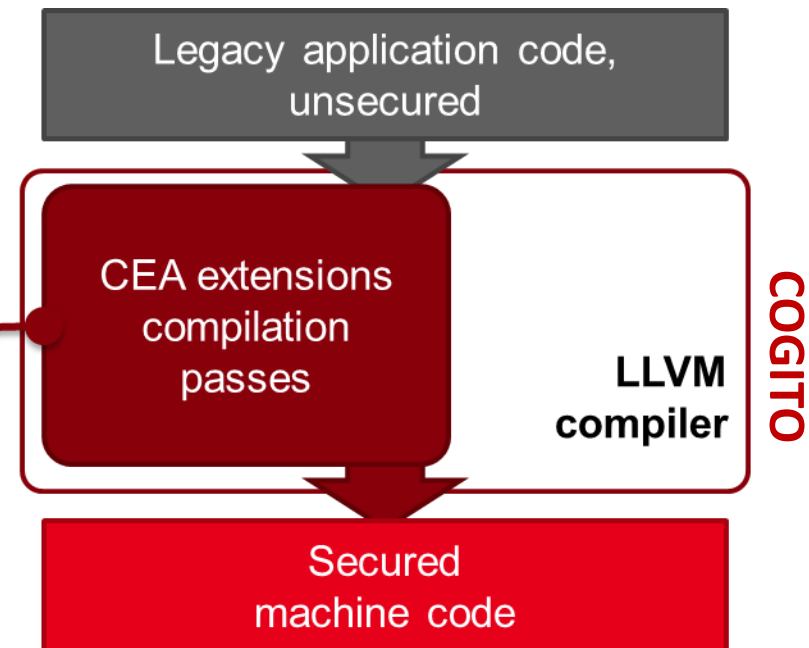 Legacy application code,
unsecured
CEA extensions
compilation
passes
LLVM
compiler
COGITO
Secured
machine code